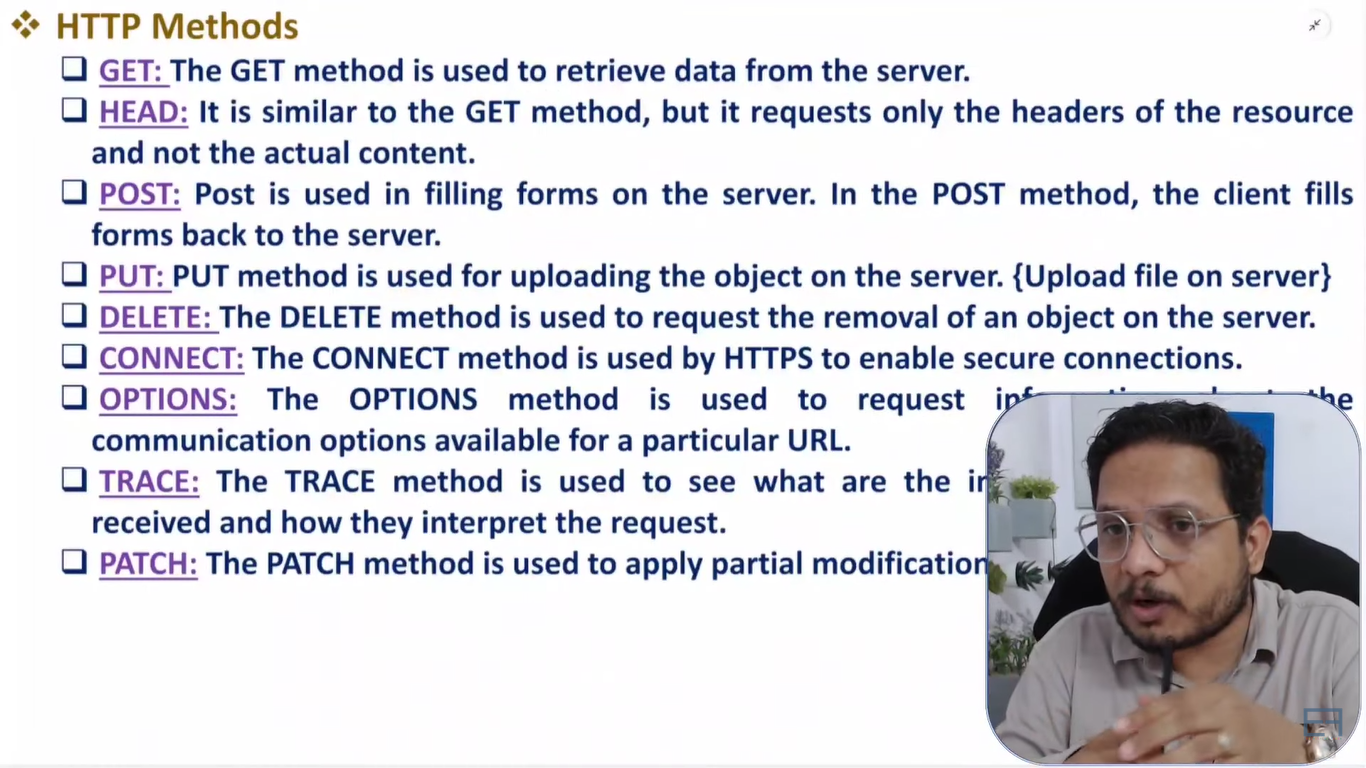 HTTP Methods
GET: The GET method is used to retrieve data from the server.
HEAD: It is similar to the GET method, but it requests only the headers of the resource
and not the actual content.
POST: Post is used in filling forms on the server. In the POST method, the client fills
forms back to the server.
PUT: PUT method is used for uploading the object on the server. {Upload file on server}
DELETE: The DELETE method is used to request the removal of an object on the server.
CONNECT: The CONNECT method is used by HTTPS to enable secure connections.
OPTIONS: The OPTIONS method is used to request the
communication options available for a particular URL.
TRACE: The TRACE method is used to see what are the
received and how they interpret the request.
PATCH: The PATCH method is used to apply partial modification